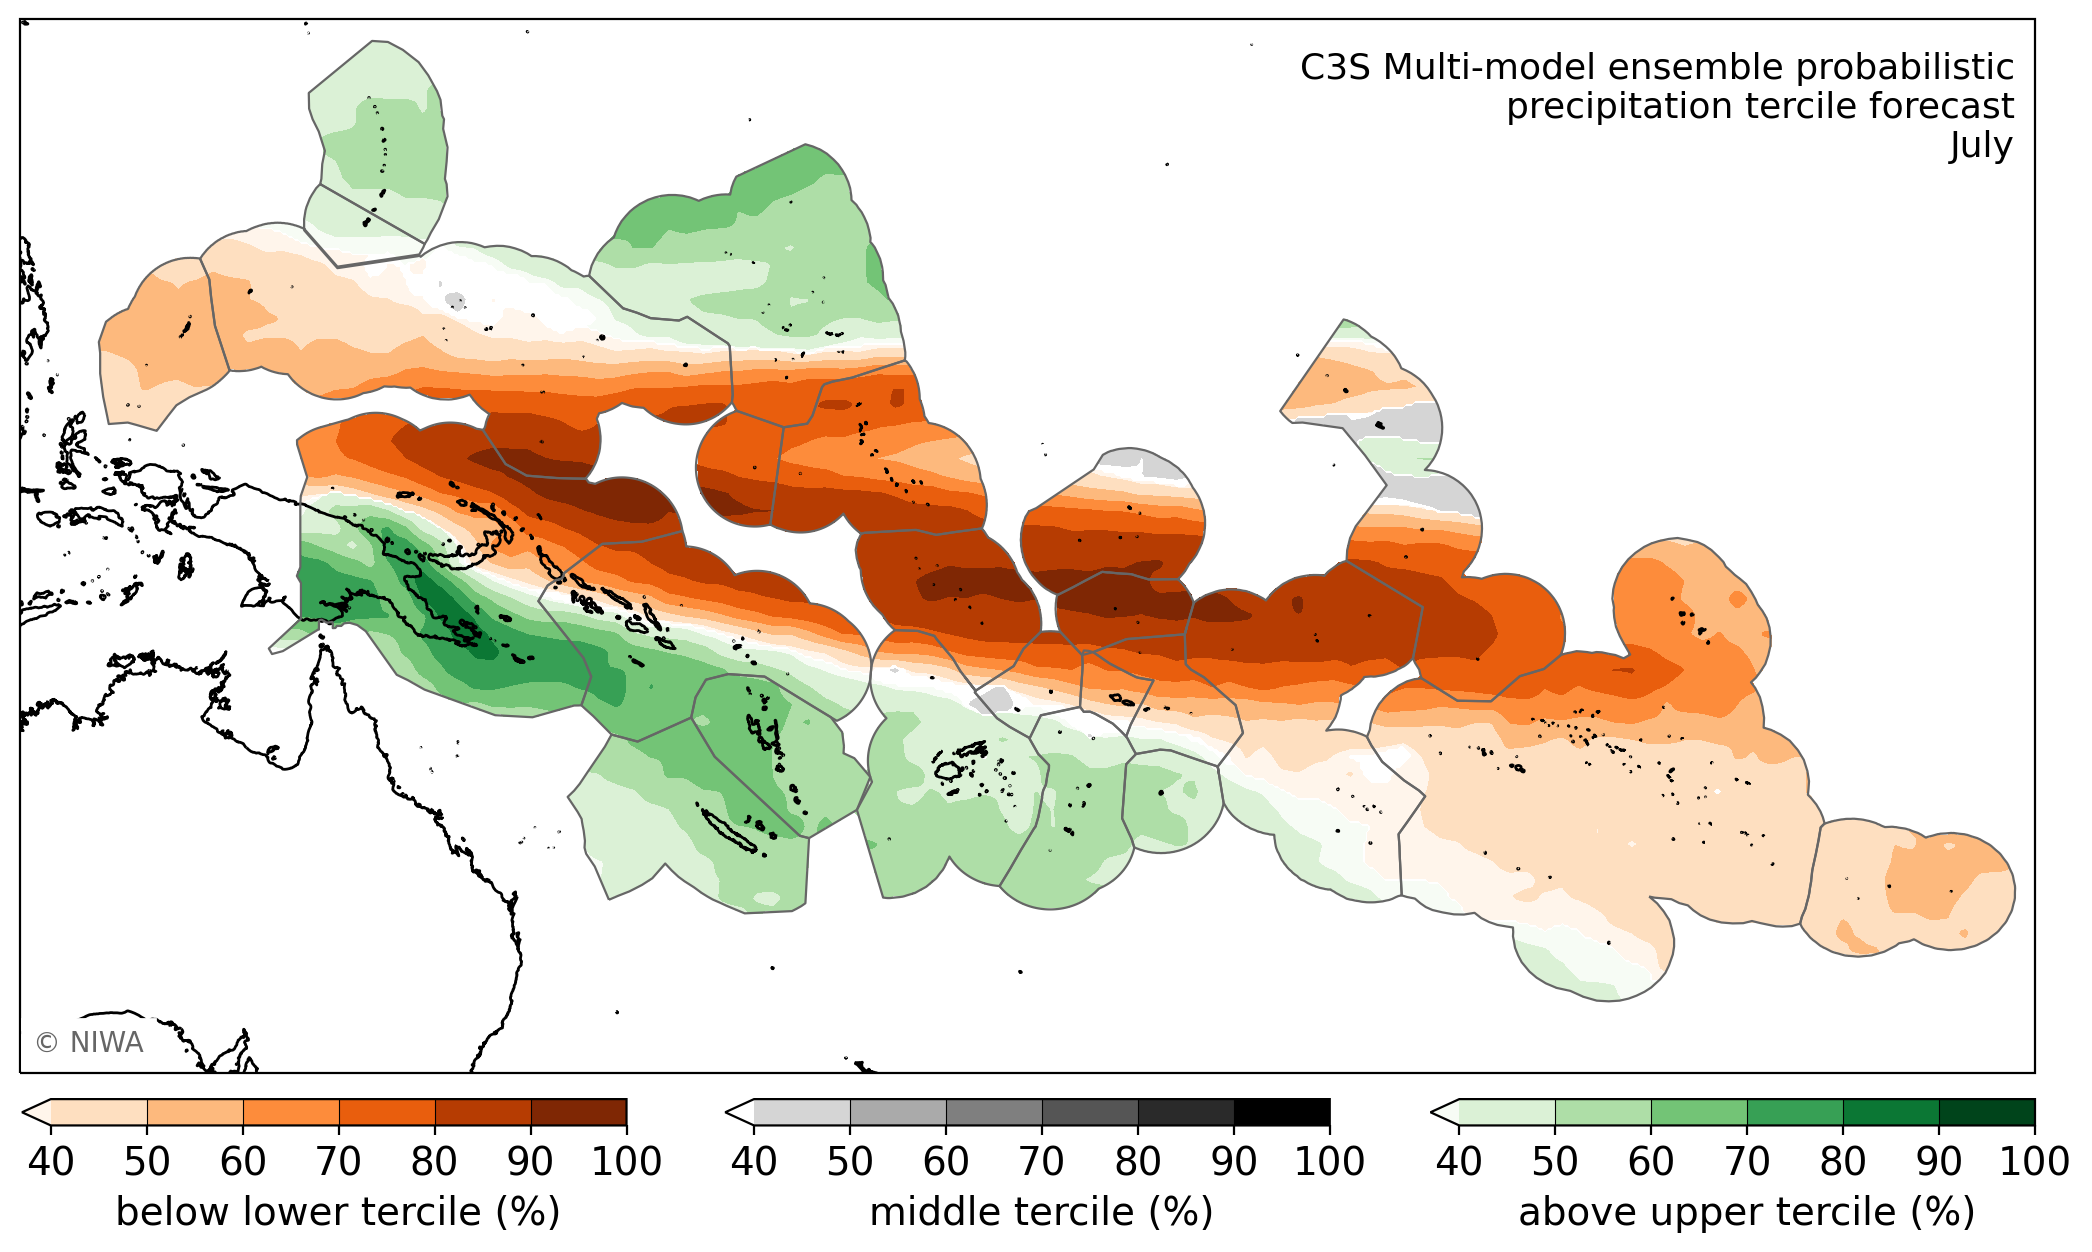 C3S Multi-model ensemble probabilistic
precipitation tercile forecast
July
© NIWA
40 50 60 70 80 90 100
below lower tercile (%)
40 50 60 70 80 90 100
middle tercile (%)
40 50 60 70 80 90 100
above upper tercile (%)